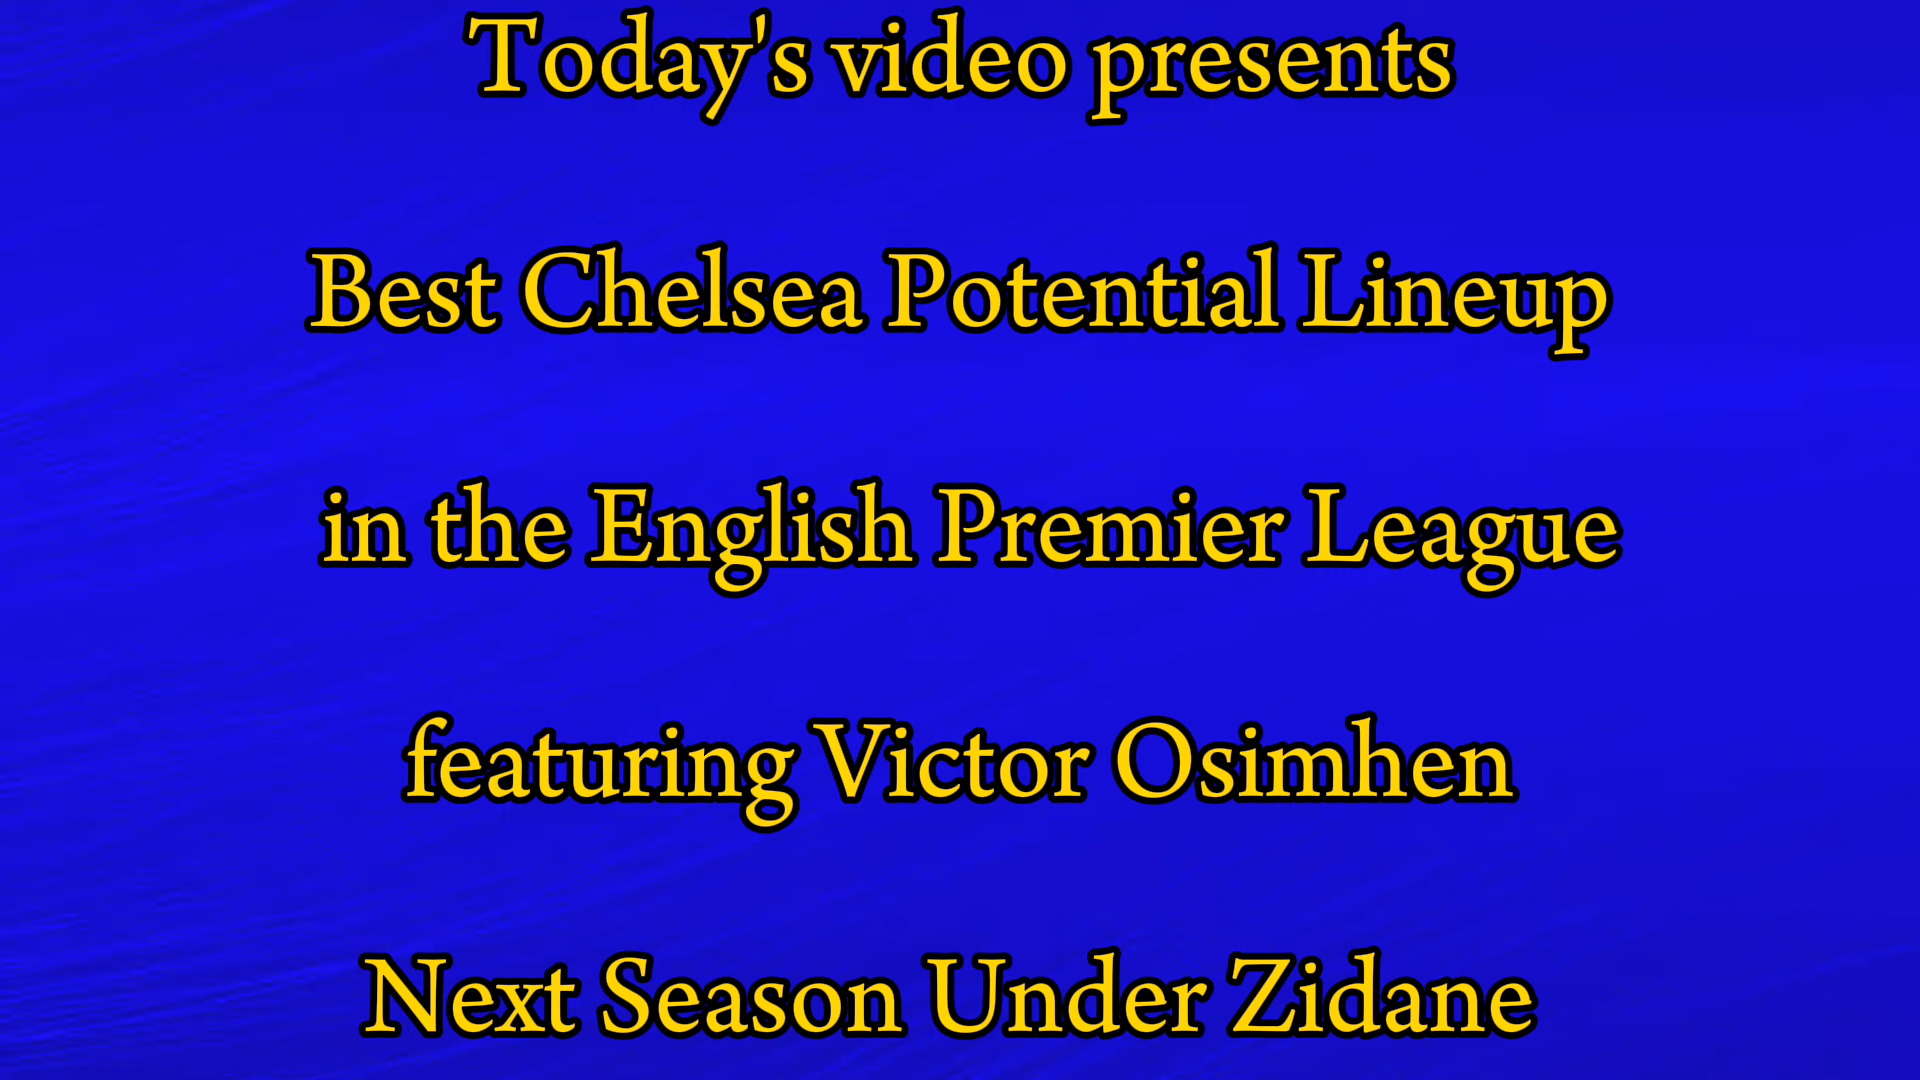 Today's video presents
Best Chelsea Potential Lineup
in the English Premier League
featuring Victor Osimhen
Next Season Under Zidane